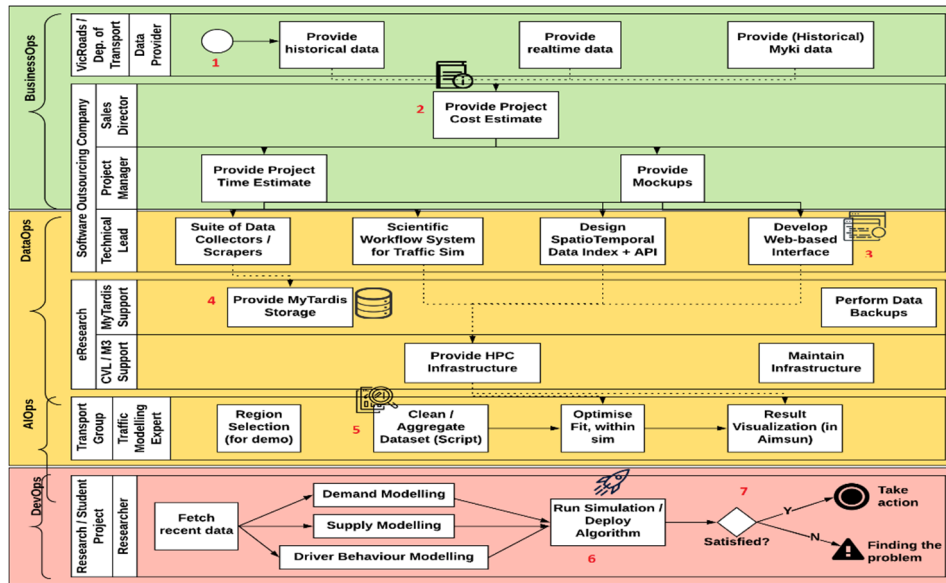 BusinessOps
VicRoads /
Dep. of
Transport
Data
Provider
1
Provide
historical data
Provide
realtime data
Provide (Historical)
Myki data
Software Outsourcing Company
Sales
Director
2
Provide Project
Cost Estimate
Project
Manager
Provide Project
Time Estimate
Provide
Mockups
DataOps
Technical
Lead
Suite of Data
Collectors /
Scrapers
Scientific
Workflow System
for Traffic Sim
Design
SpatioTemporal
Data Index + API
Develop
Web-based
Interface
3
eResearch
MyTardis
Support
4
Provide MyTardis
Storage
Perform Data
Backups
CVL / M3
Support
Provide HPC
Infrastructure
Maintain
Infrastructure
AIOps
Transport
Group
Traffic
Modelling
Expert
Region
Selection
(for demo)
5
Clean /
Aggregate
Dataset (Script)
Optimise
Fit, within
sim
Result
Visualization (in
Aimsun)
DevOps
Research / Student
Project
Researcher
Fetch
recent data
Demand Modelling
Supply Modelling
Driver Behaviour Modelling
Run Simulation /
Deploy
Algorithm
6
7
Satisfied?
Y
N
Take
action
Finding the
problem